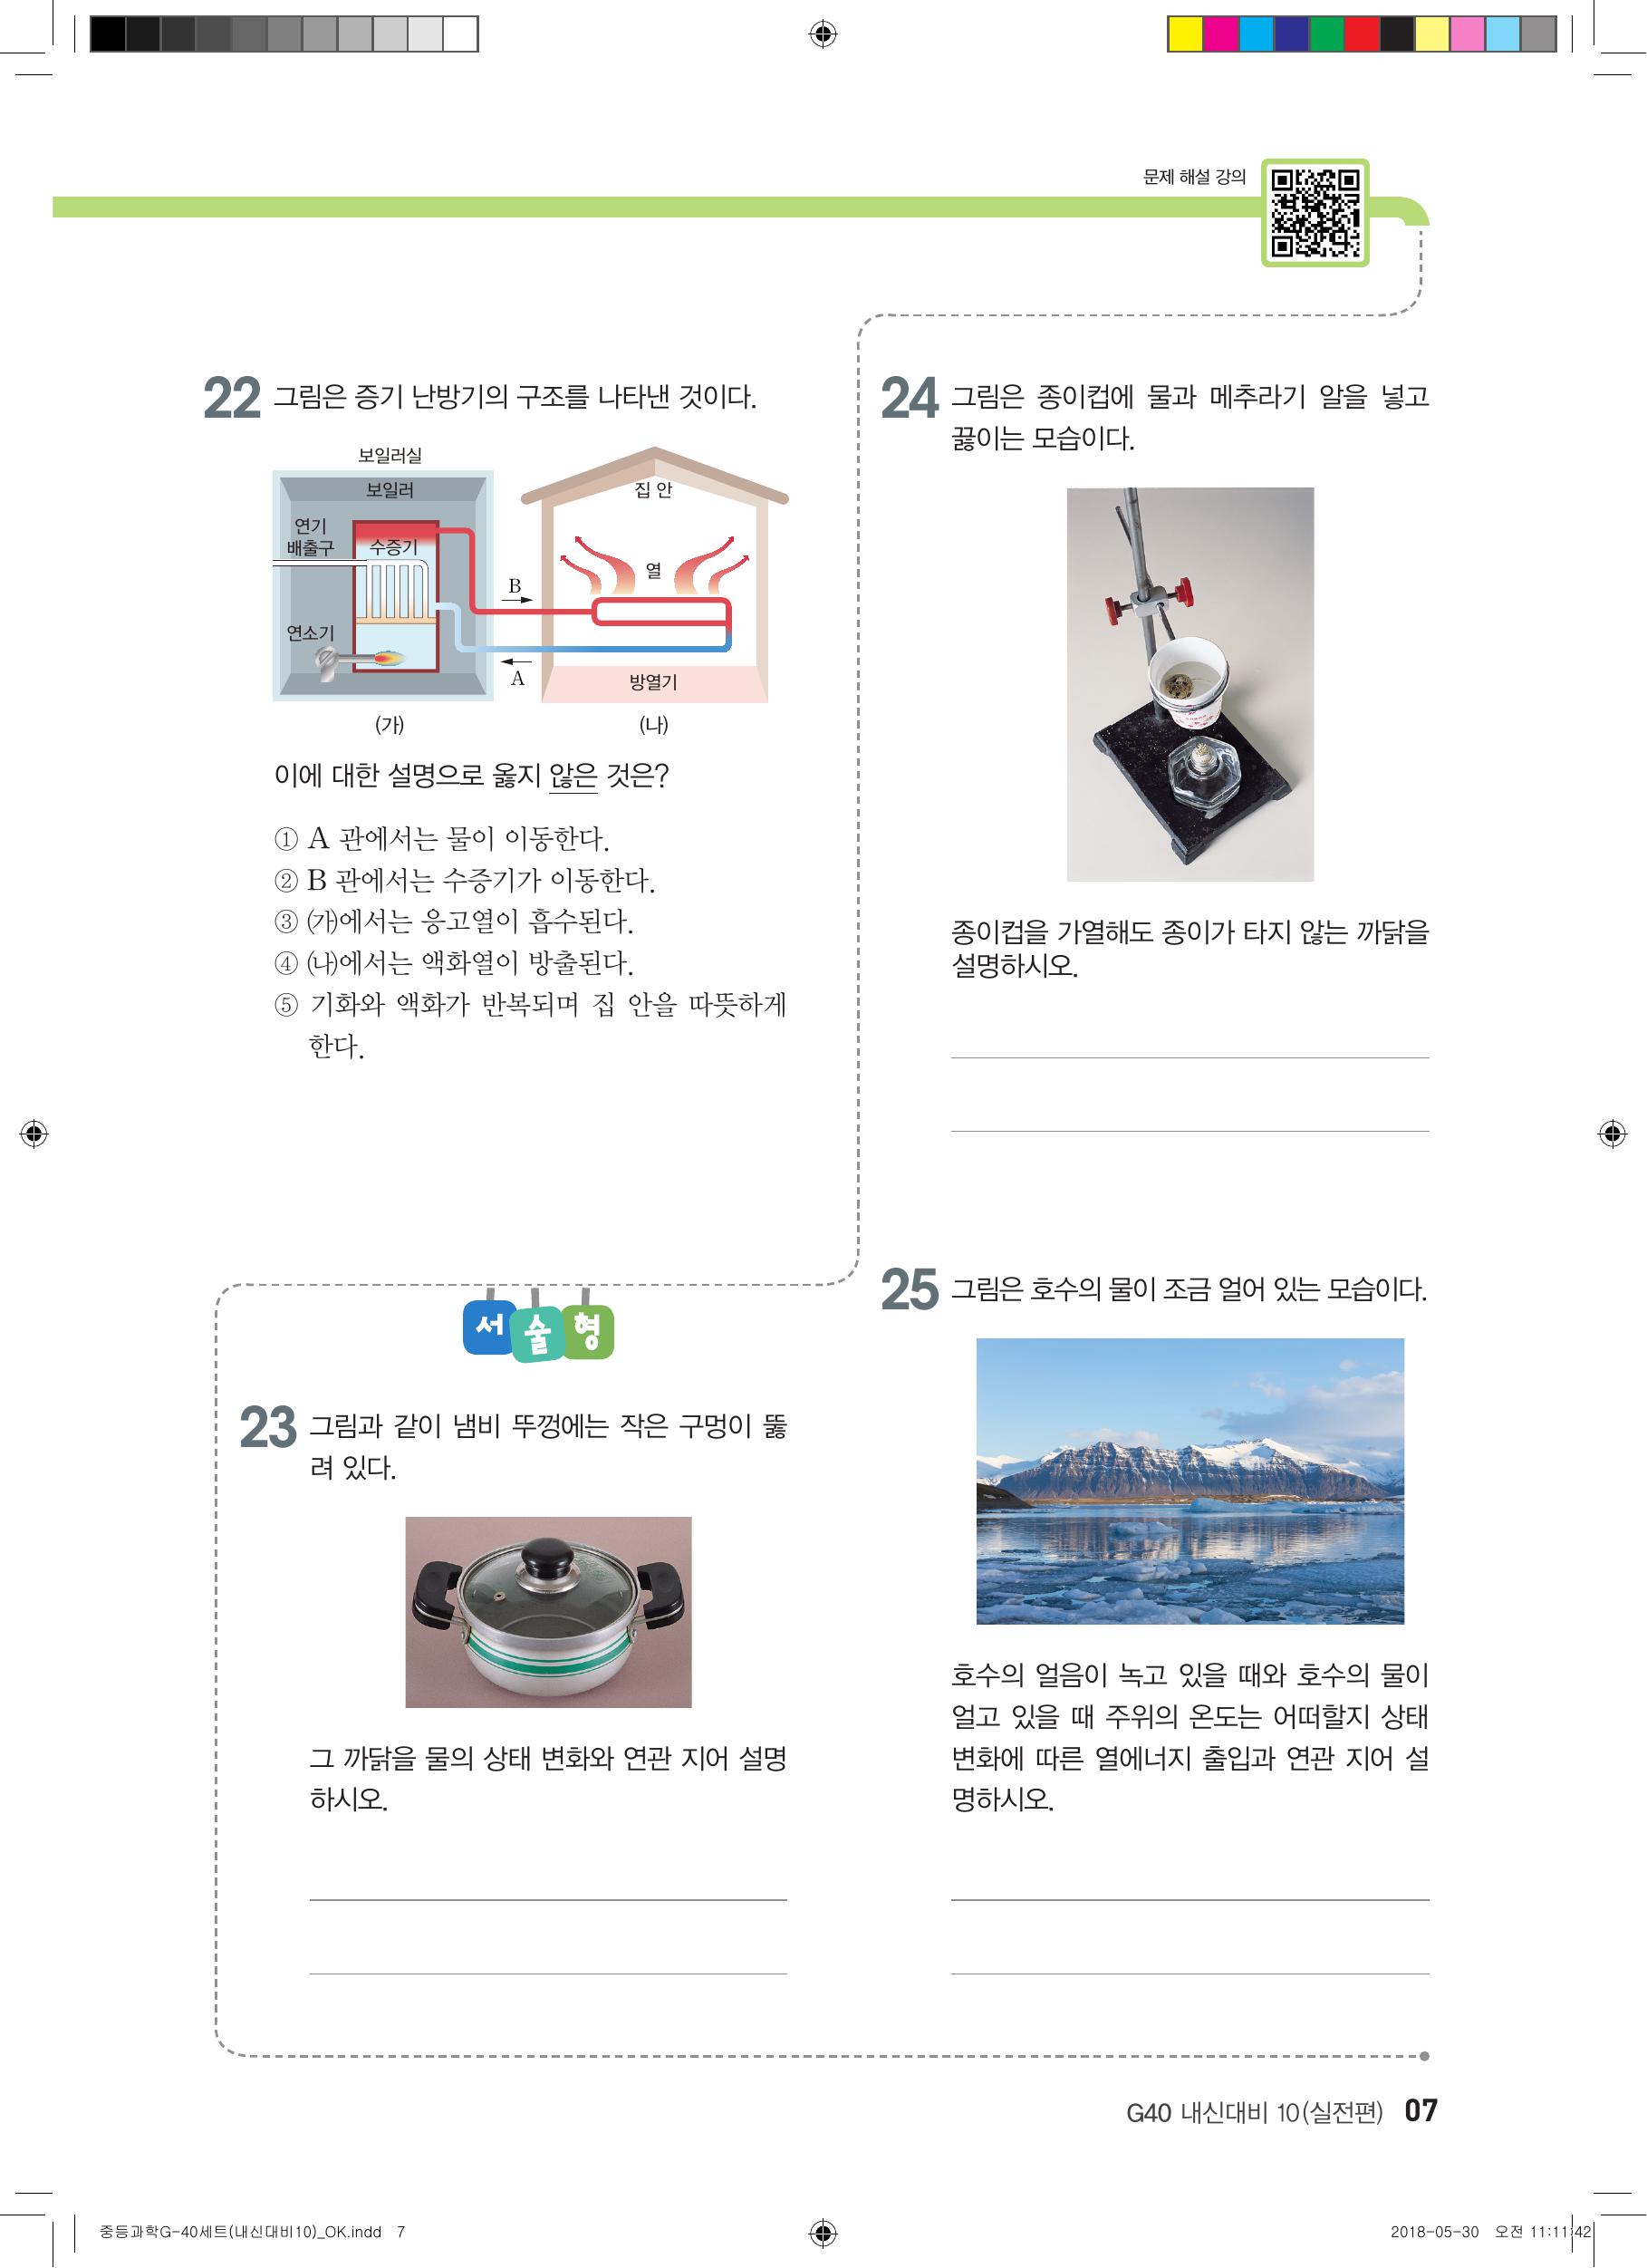 문제 해설 강의
22 그림은 증기 난방기의 구조를 나타낸 것이다.
보일러실
보일러
연기
배출구
수증기
연소기
집 안
열
B
A
방열기
(가)
(나)
이에 대한 설명으로 옳지 않은 것은?
① A 관에서는 물이 이동한다.
② B 관에서는 수증기가 이동한다.
③ ㈎에서는 응고열이 흡수된다.
④ ㈏에서는 액화열이 방출된다.
⑤ 기화와 액화가 반복되며 집 안을 따뜻하게
한다.
서술형
23 그림과 같이 냄비 뚜껑에는 작은 구멍이 뚫
려 있다.
그 까닭을 물의 상태 변화와 연관 지어 설명
하시오.
24 그림은 종이컵에 물과 메추라기 알을 넣고
끓이는 모습이다.
종이컵을 가열해도 종이가 타지 않는 까닭을
설명하시오.
25 그림은 호수의 물이 조금 얼어 있는 모습이다.
호수의 얼음이 녹고 있을 때와 호수의 물이
얼고 있을 때 주위의 온도는 어떠할지 상태
변화에 따른 열에너지 출입과 연관 지어 설
명하시오.
G40 내신대비 10(실전편) 07
중등과학G-40세트(내신대비10)_OK.indd 7
2018-05-30 오전 11:11:42